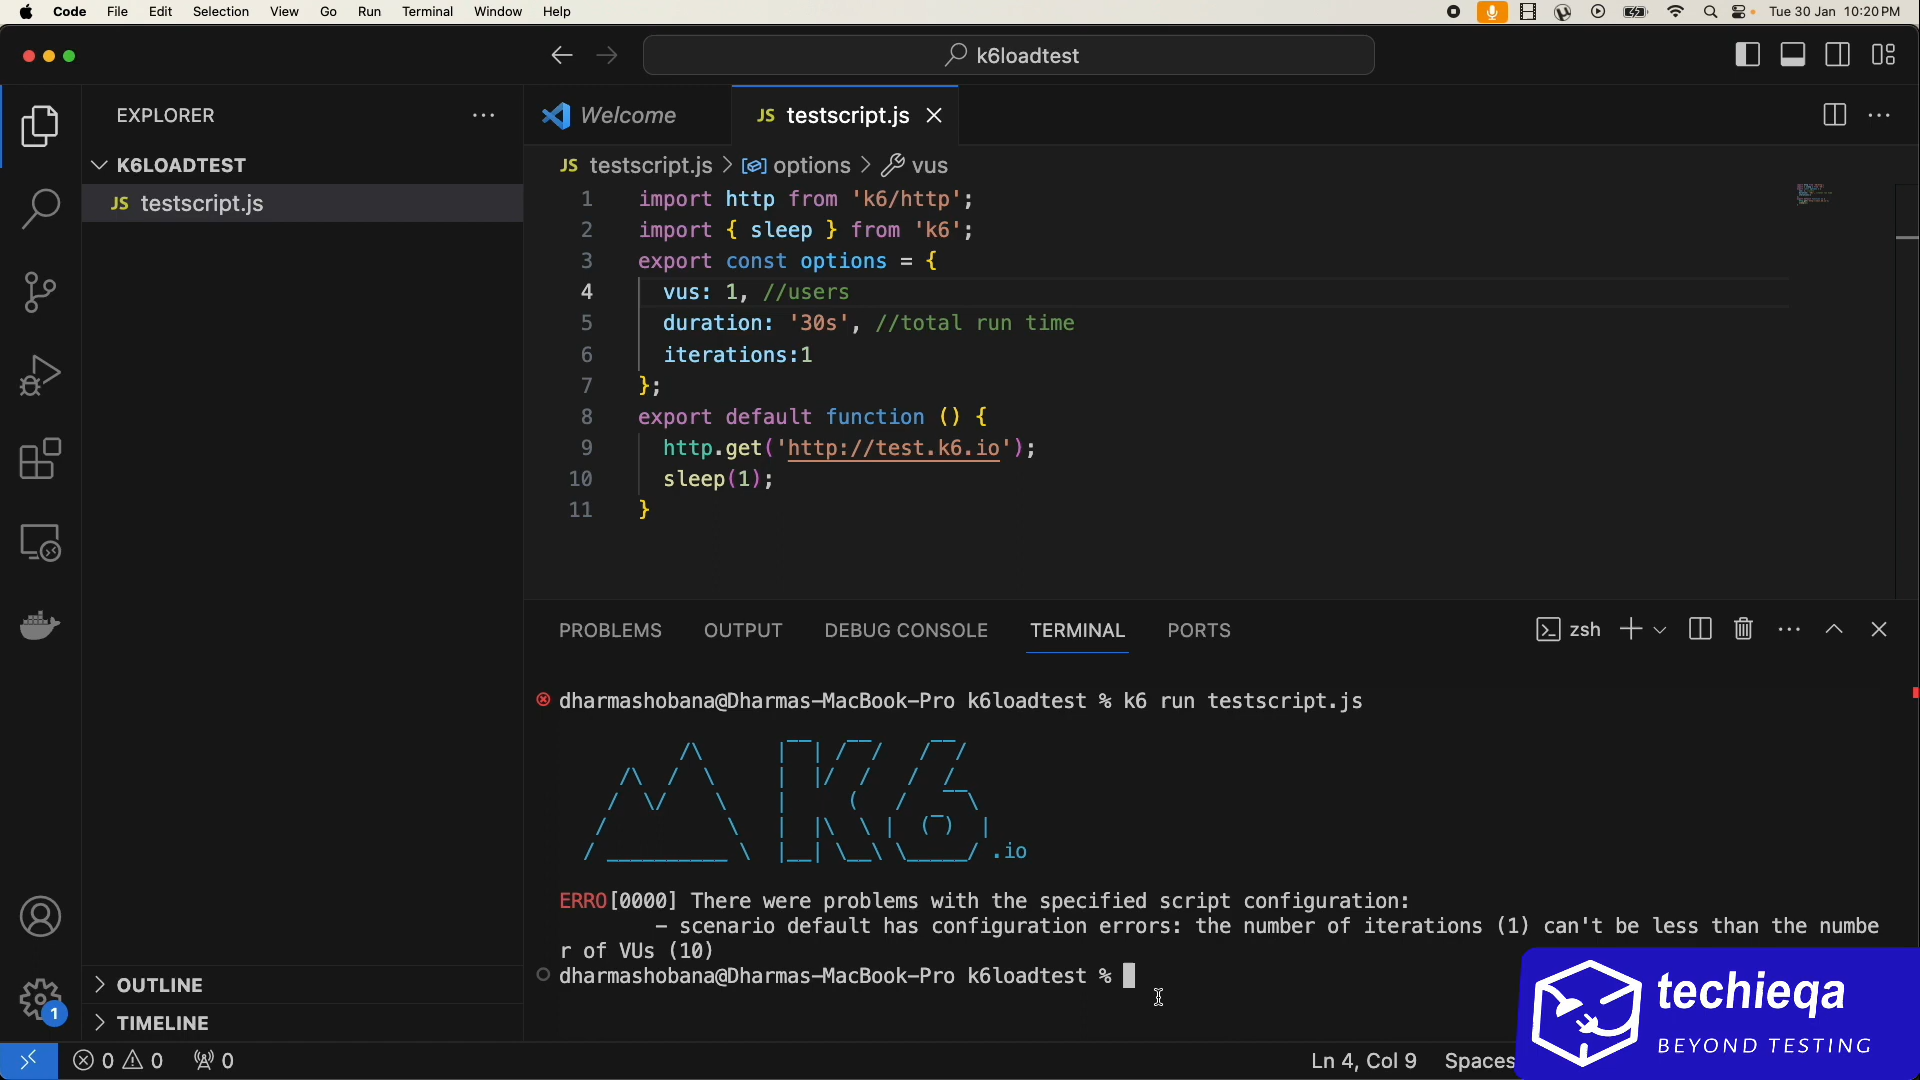 Code File Edit Selection View Go Run Terminal Window Help Tue 30 Jan 10:20 PM
k6loadtest
EXPLORER
K6LOADTEST
JS testscript.js
Welcome
JS testscript.js
JS testscript.js > options > vus
1 import http from 'k6/http';
2 import { sleep } from 'k6';
3 export const options = {
4 vus: 1, //users
5 duration: '30s', //total run time
6 iterations:1
7 };
8 export default function () {
9 http.get('http://test.k6.io');
10 sleep(1);
11 }
PROBLEMS OUTPUT DEBUG CONSOLE TERMINAL PORTS
zsh
dharmashobana@Dharmas-MacBook-Pro k6loadtest % k6 run testscript.js
K6
.io
ERRO[0000] There were problems with the specified script configuration:
- scenario default has configuration errors: the number of iterations (1) can't be less than the numbe
r of VUs (10)
dharmashobana@Dharmas-MacBook-Pro k6loadtest %
OUTLINE
TIMELINE
1
0 0 0
Ln 4, Col 9 Spaces
techieqa
BEYOND TESTING